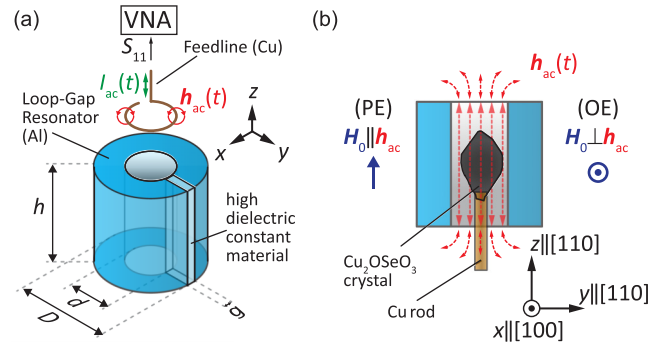 (a)
VNA
S11
Feedline (Cu)
Iac(t)
hac(t)
Loop-Gap
Resonator
(Al)
z
x
y
h
high
dielectric
constant
material
d
D
t
(b)
hac(t)
(PE)
H0||hac
(OE)
H0⊥hac
Cu2OSeO3
crystal
Cu rod
z||[110]
y||[110]
x||[100]